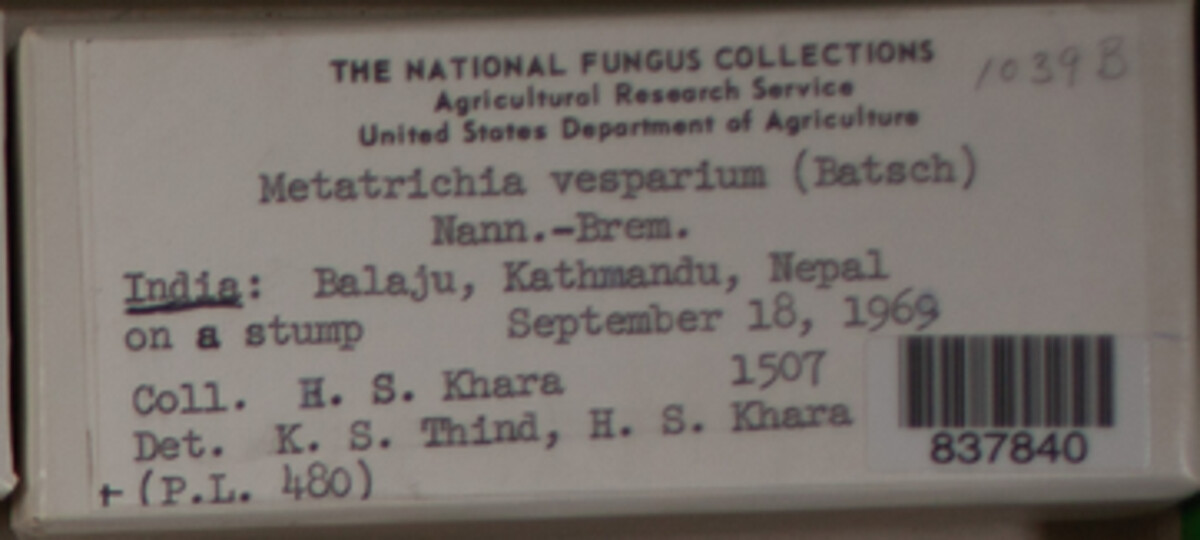 THE NATIONAL FUNGUS COLLECTIONS
1039 B
Agricultural Research Service
United States Department of Agriculture
Metatrichia vesparium (Batsch)
Nann.-Brem.
India: Balaju, Kathmandu, Nepal
on a stump September 18, 1969
Coll. H. S. Khara 1507
Det. K. S. Thind, H. S. Khara
+ (P.L. 480)
837840